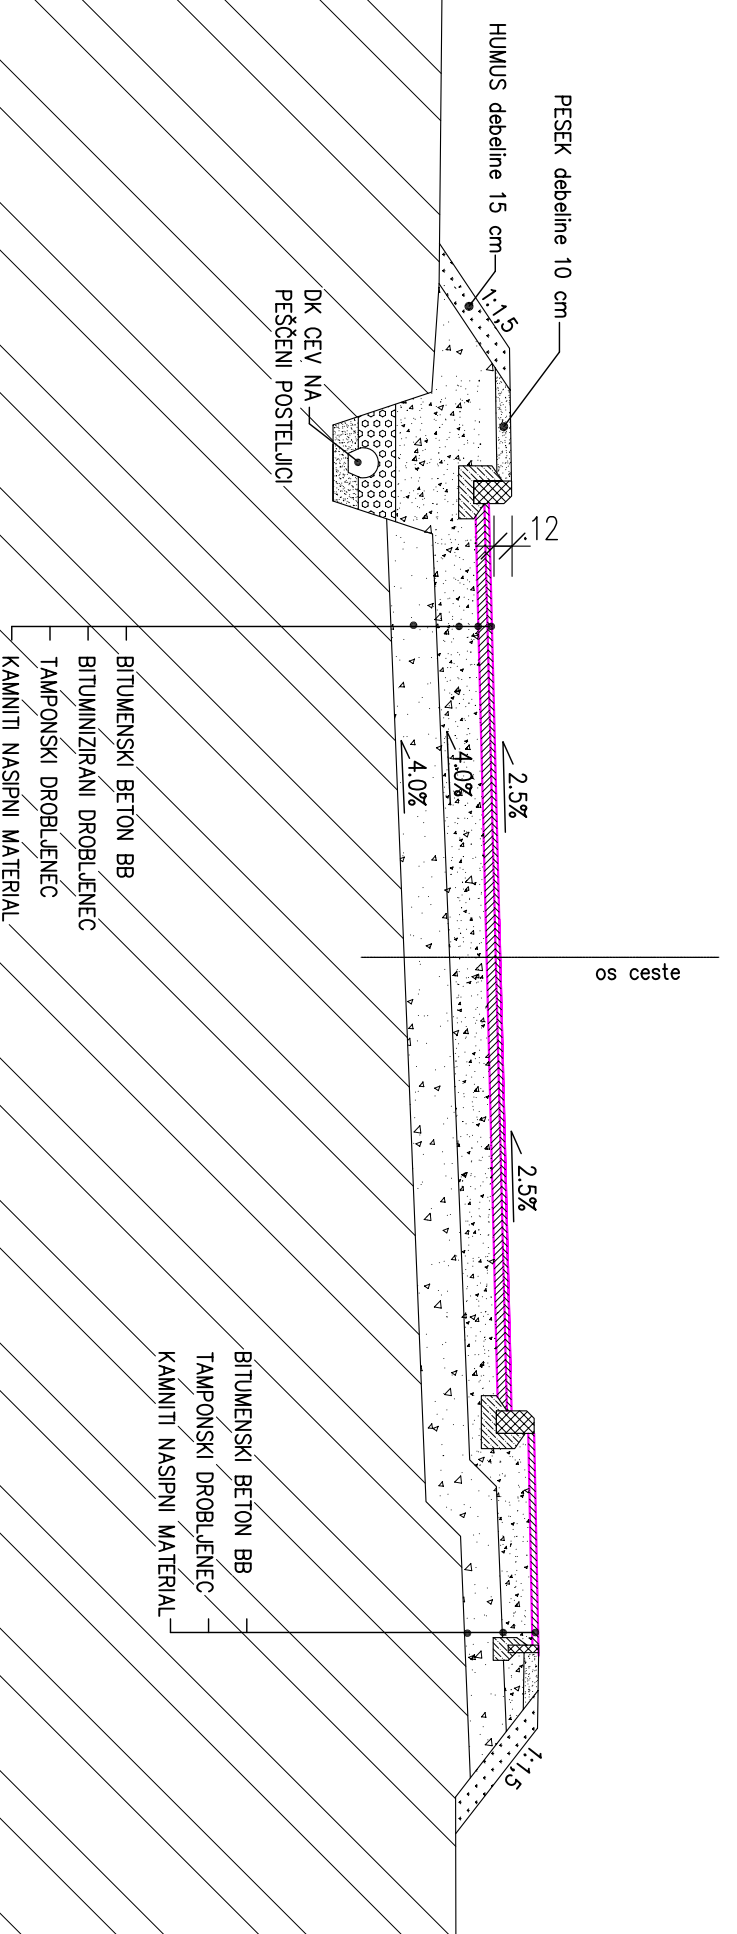 PESEK debeline 10 cm
HUMUS debeline 15 cm
1:1,5
DK CEV NA
PEŠČENI POSTELJICI
.12
2.5%
4.0%
4.0%
BITUMENSKI BETON BB
BITUMINIZIRANI DROBLJENEC
TAMPONSKI DROBLJENEC
KAMNITI NASIPNI MATERIAL
os ceste
2.5%
BITUMENSKI BETON BB
TAMPONSKI DROBLJENEC
KAMNITI NASIPNI MATERIAL
1:1,5